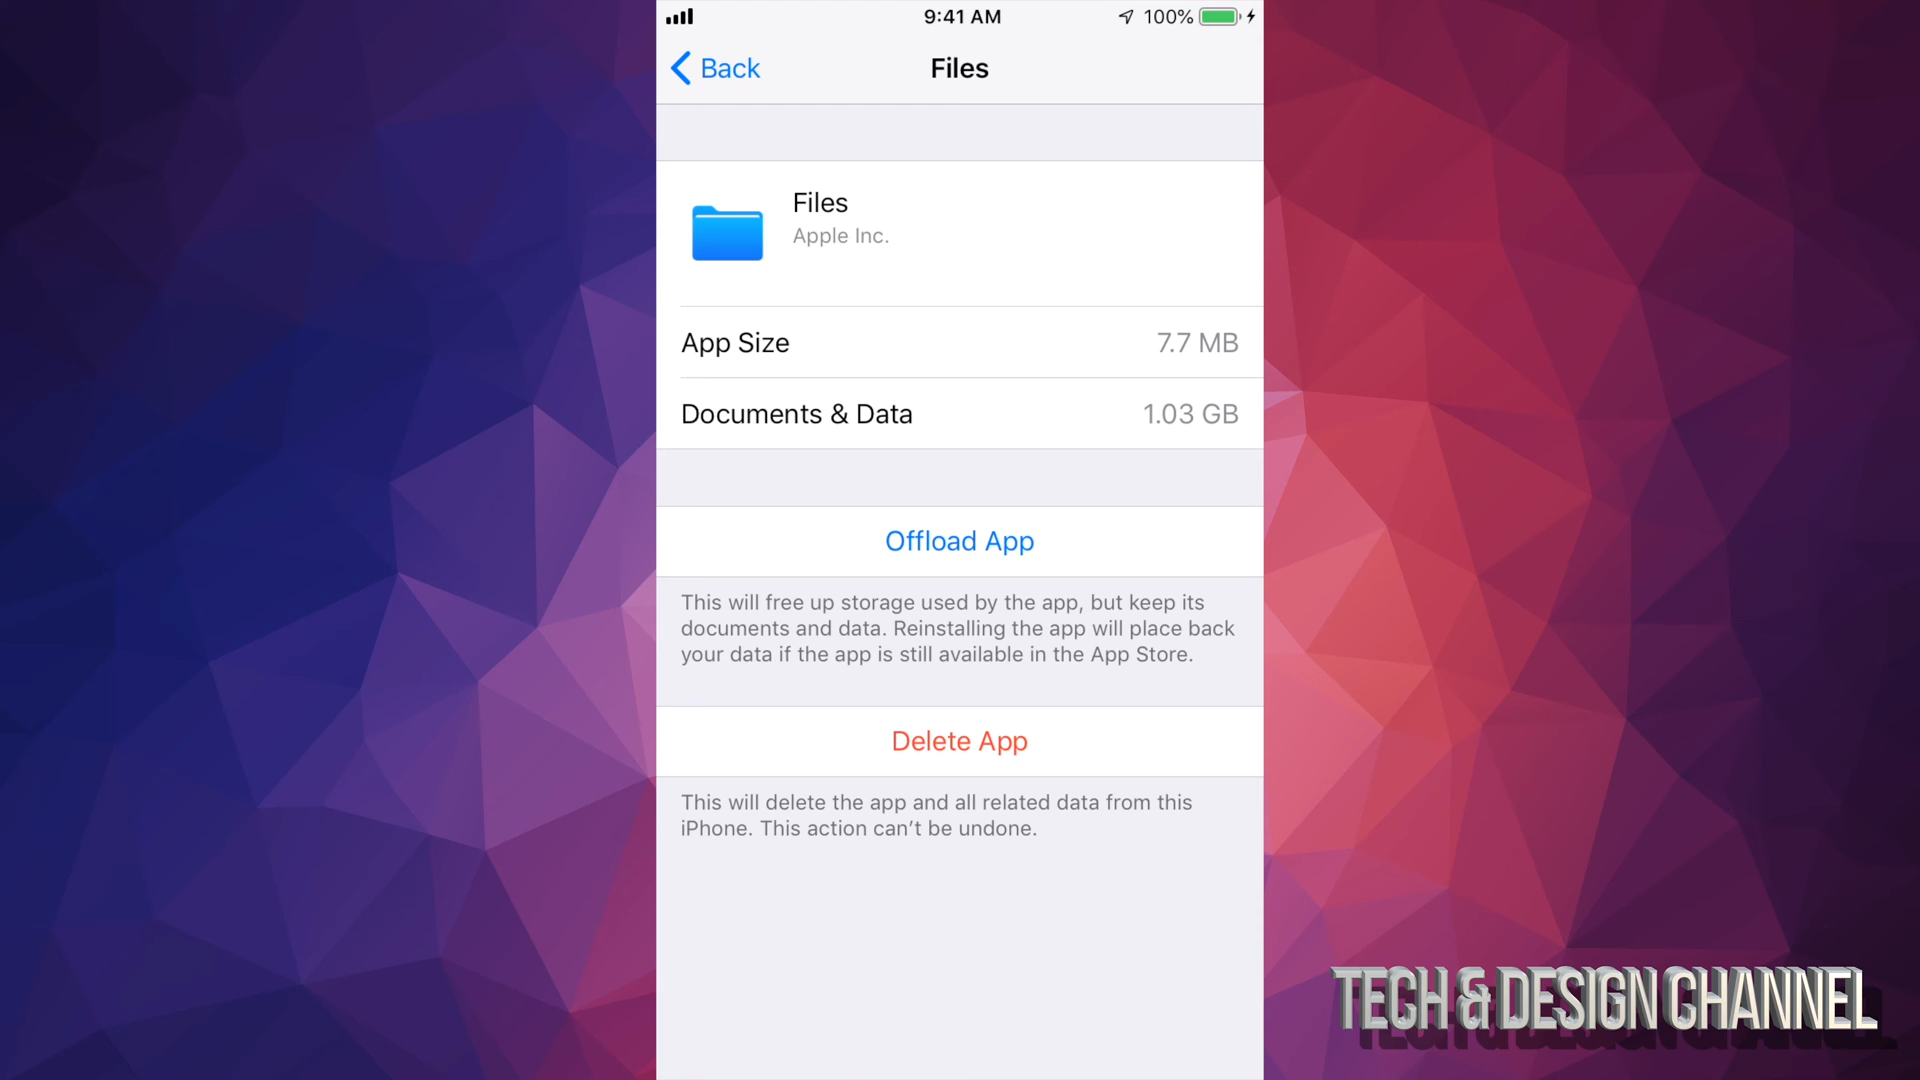 9:41 AM
100%
Back
Files
Files
Apple Inc.
App Size
7.7 MB
Documents & Data
1.03 GB
Offload App
This will free up storage used by the app, but keep its
documents and data. Reinstalling the app will place back
your data if the app is still available in the App Store.
Delete App
This will delete the app and all related data from this
iPhone. This action can’t be undone.
TECH & DESIGN CHANNEL